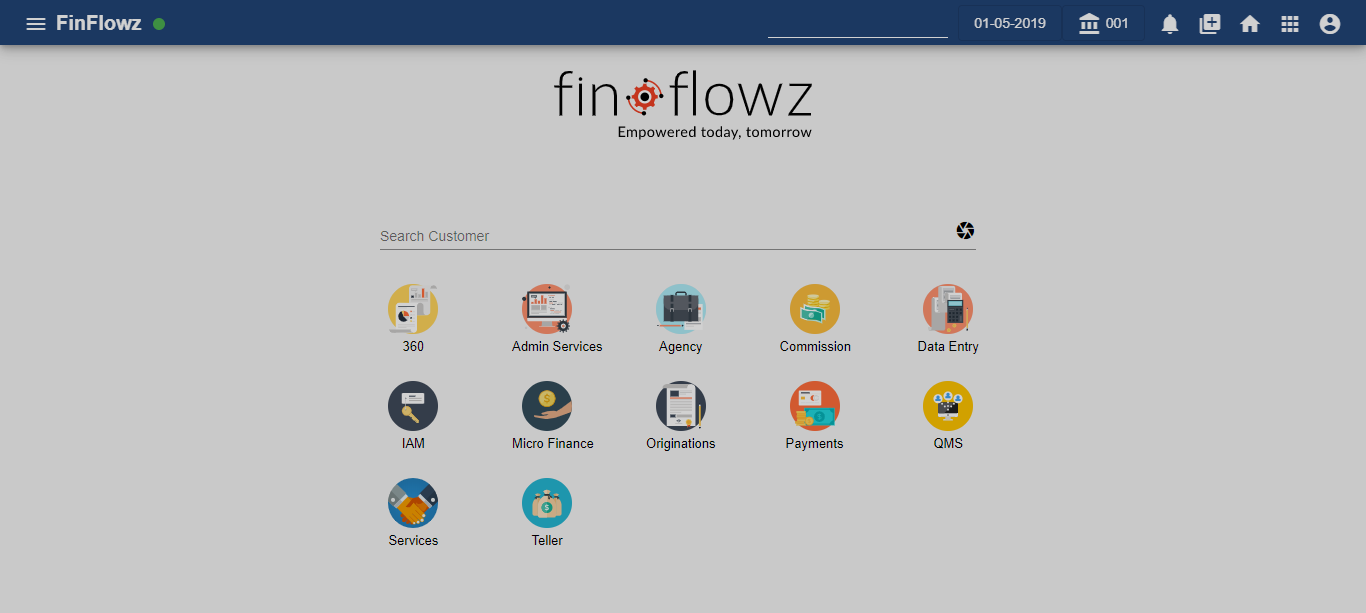 FinFlowz
01-05-2019
001
finflowz
Empowered today, tomorrow
Search Customer
360
Admin Services
Agency
Commission
Data Entry
IAM
Micro Finance
Originations
Payments
QMS
Services
Teller